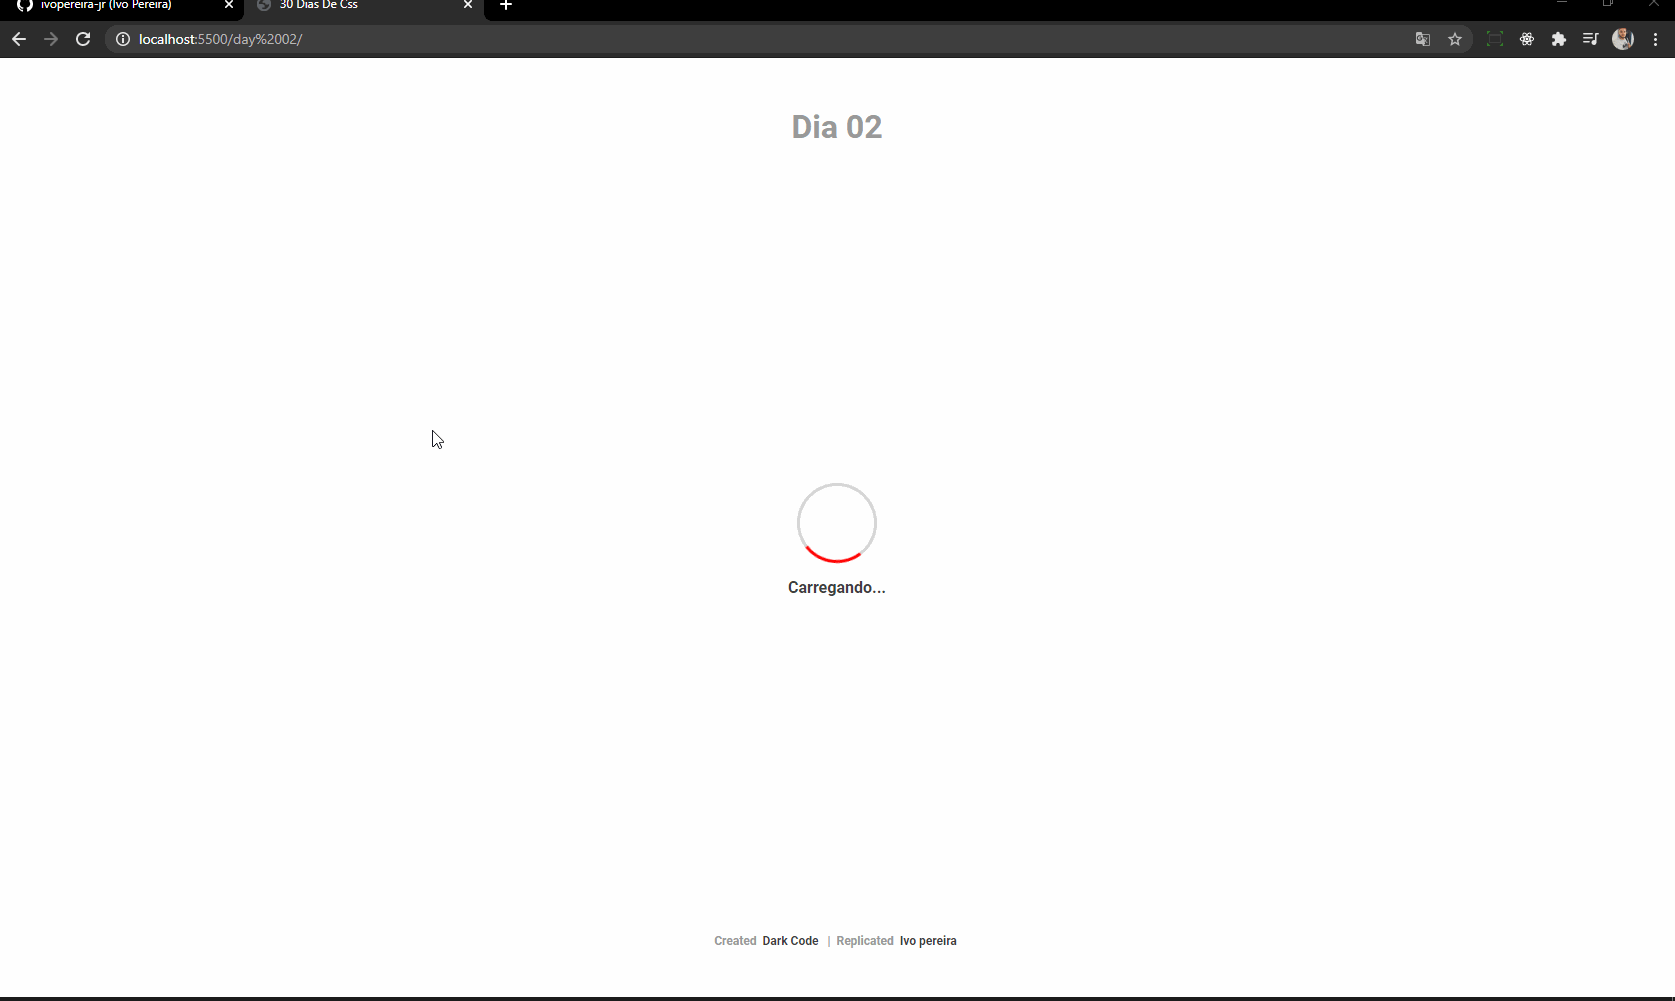 ivopereira-jr (Ivo Pereira)
30 Dias De Css
localhost:5500/day%2002/
Dia 02
Carregando...
Created Dark Code | Replicated Ivo pereira